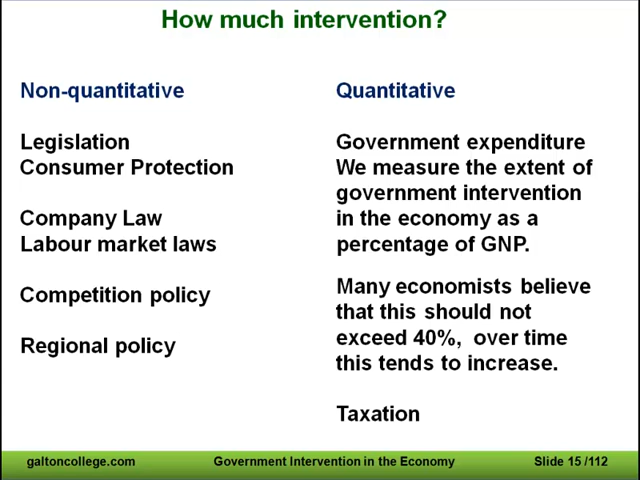 How much intervention?
Non-quantitative
Legislation
Consumer Protection
Company Law
Labour market laws
Competition policy
Regional policy
Quantitative
Government expenditure
We measure the extent of
government intervention
in the economy as a
percentage of GNP.
Many economists believe
that this should not
exceed 40%, over time
this tends to increase.
Taxation
galtoncollege.com
Government Intervention in the Economy
Slide 15 /112